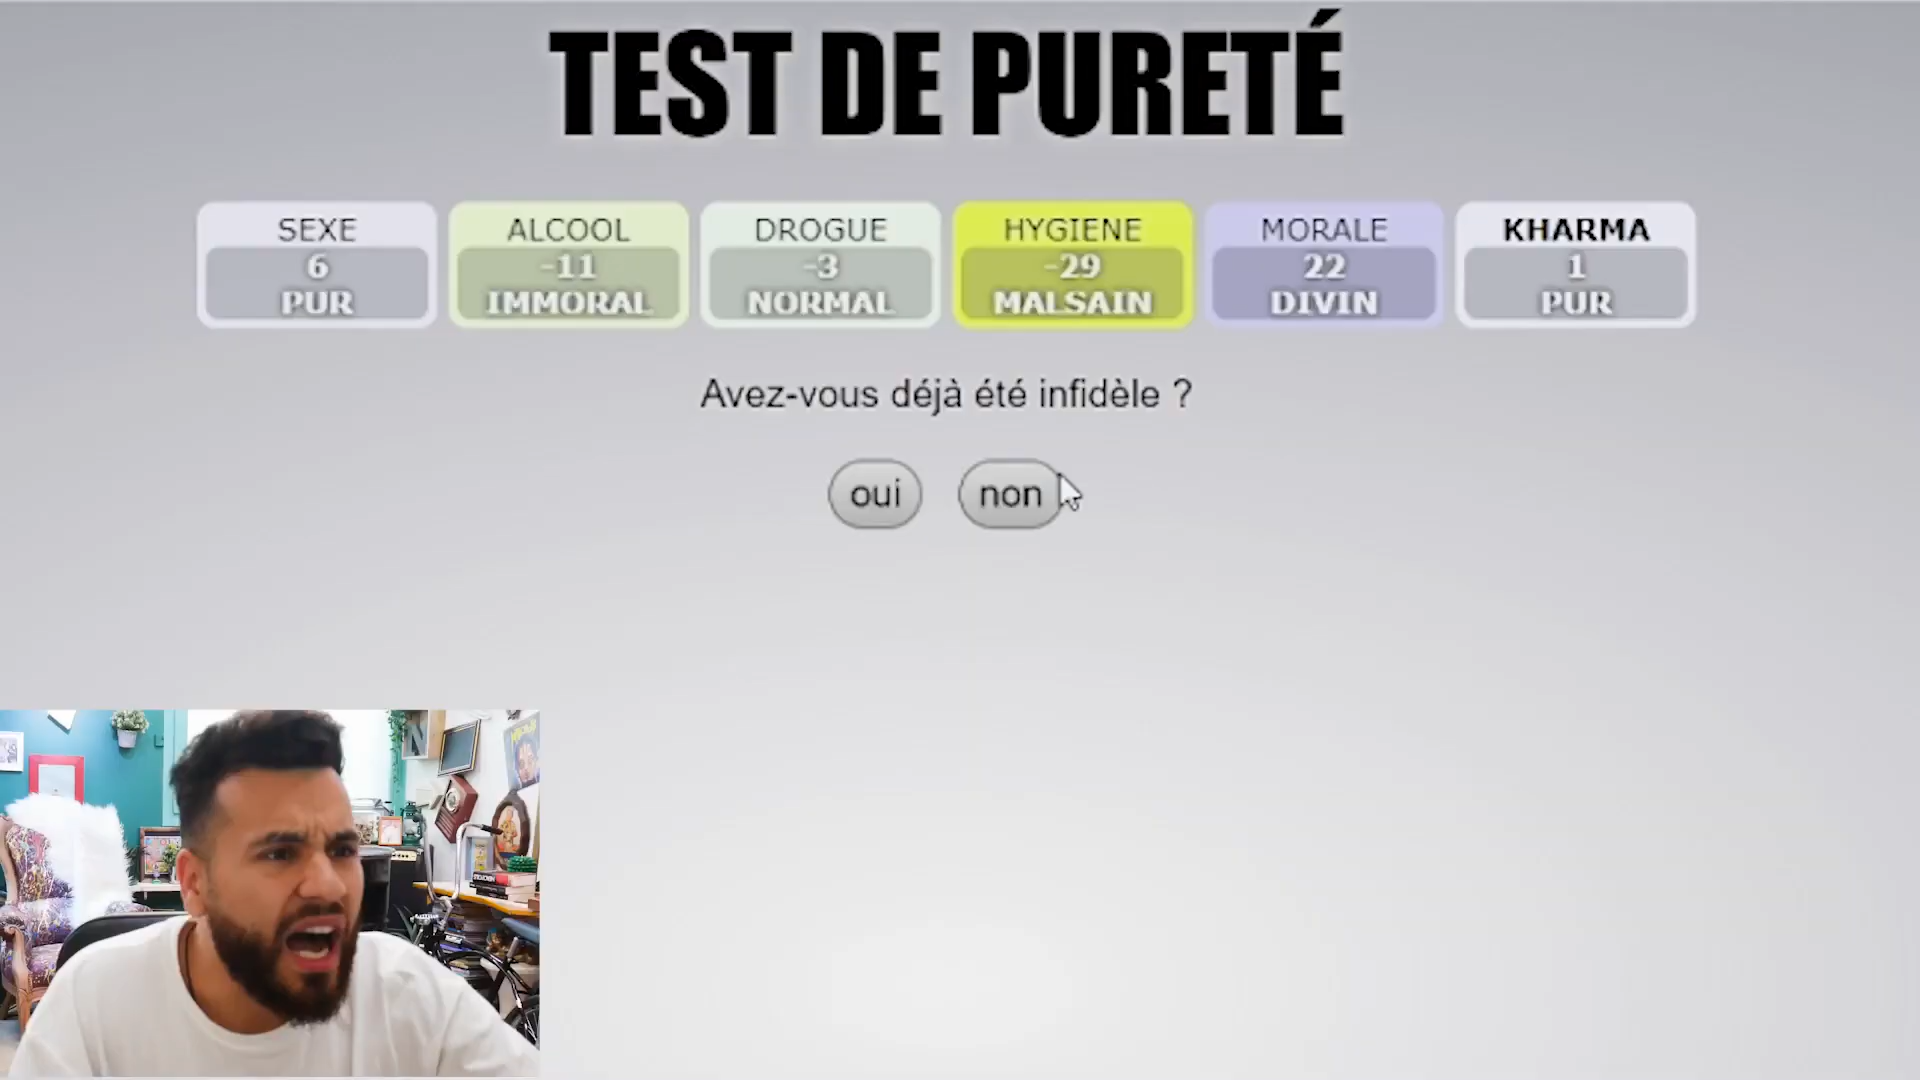 TEST DE PURETÉ
SEXE
6
PUR
ALCOOL
-11
IMMORAL
DROGUE
-3
NORMAL
HYGIENE
-29
MALSAIN
MORALE
22
DIVIN
KHARMA
1
PUR
Avez-vous déjà été infidèle ?
oui
non